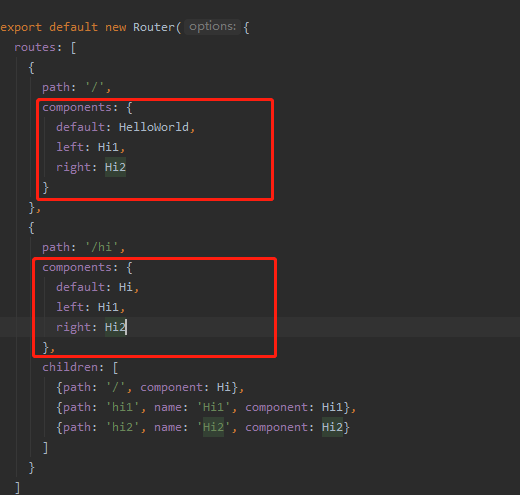 export default new Router( options: {
  routes: [
    {
      path: '/',
      components: {
        default: HelloWorld,
        left: Hi1,
        right: Hi2
      }
    },
    {
      path: '/hi',
      components: {
        default: Hi,
        left: Hi1,
        right: Hi2
      },
      children: [
        {path: '/', component: Hi},
        {path: 'hi1', name: 'Hi1', component: Hi1},
        {path: 'hi2', name: 'Hi2', component: Hi2}
      ]
    }
  ]